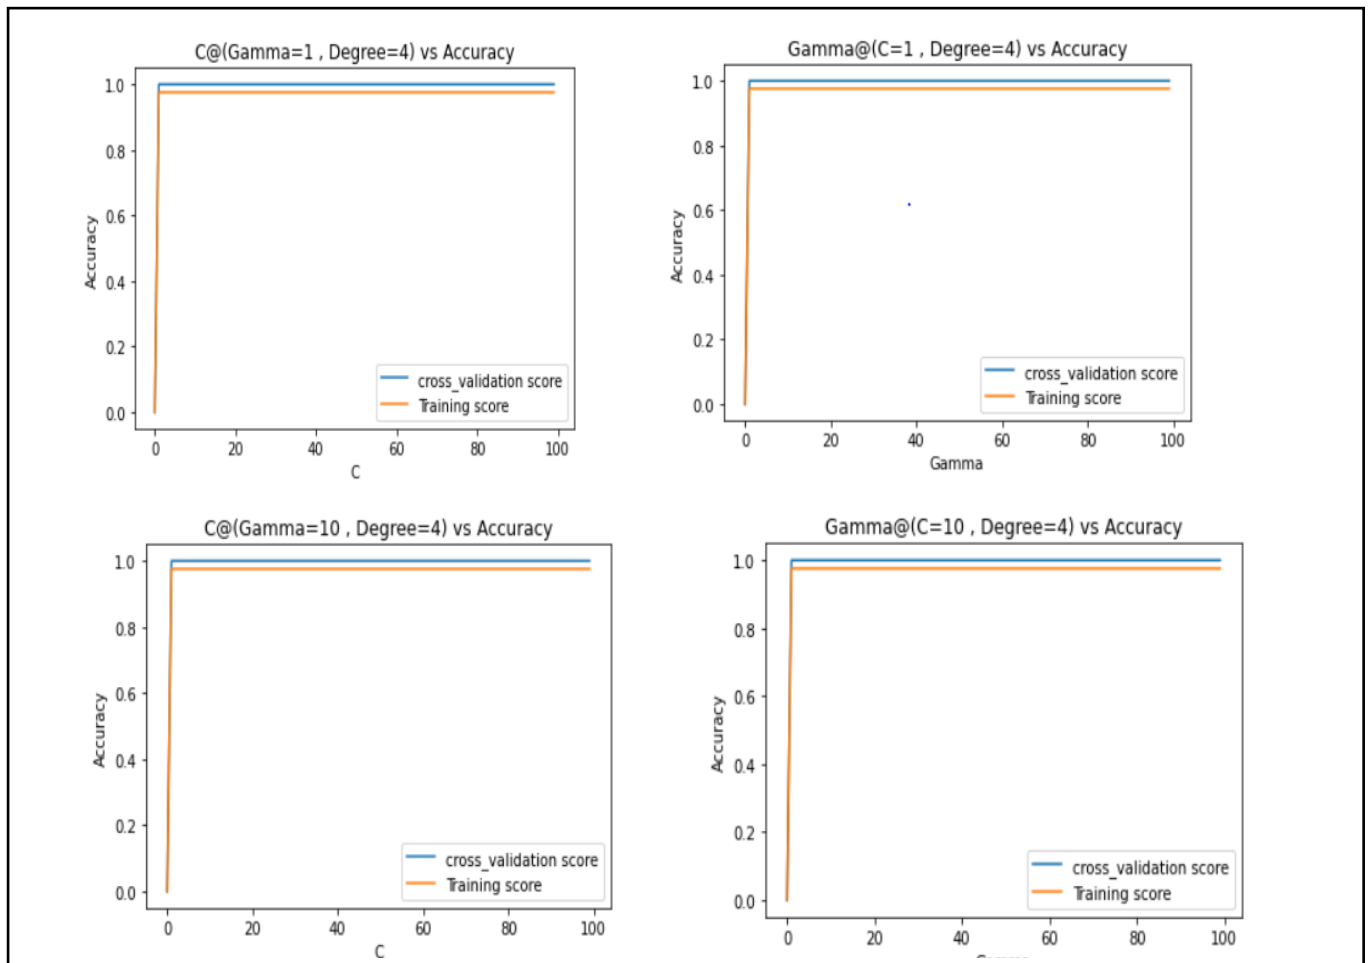 C@(Gamma=1 , Degree=4) vs Accuracy
1.0
0.8
0.6
0.4
0.2
0.0
Accuracy
0 20 40 60 80 100
C
cross_validation score
Training score
Gamma@(C=1 , Degree=4) vs Accuracy
1.0
0.8
0.6
0.4
0.2
0.0
Accuracy
0 20 40 60 80 100
Gamma
cross_validation score
Training score
C@(Gamma=10 , Degree=4) vs Accuracy
1.0
0.8
0.6
0.4
0.2
0.0
Accuracy
0 20 40 60 80 100
C
cross_validation score
Training score
Gamma@(C=10 , Degree=4) vs Accuracy
1.0
0.8
0.6
0.4
0.2
0.0
Accuracy
0 20 40 60 80 100
cross_validation score
Training score